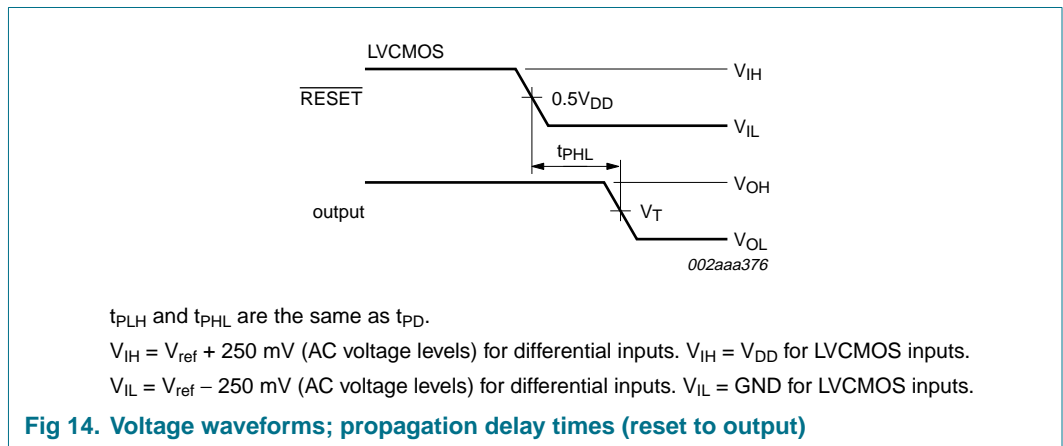 LVCMOS
VIH
RESET
0.5VDD
VIL
tPHL
VOH
output
VT
VOL
002aaa376
tPLH and tPHL are the same as tPD.
VIH = Vref + 250 mV (AC voltage levels) for differential inputs. VIH = VDD for LVCMOS inputs.
VIL = Vref − 250 mV (AC voltage levels) for differential inputs. VIL = GND for LVCMOS inputs.
Fig 14. Voltage waveforms; propagation delay times (reset to output)